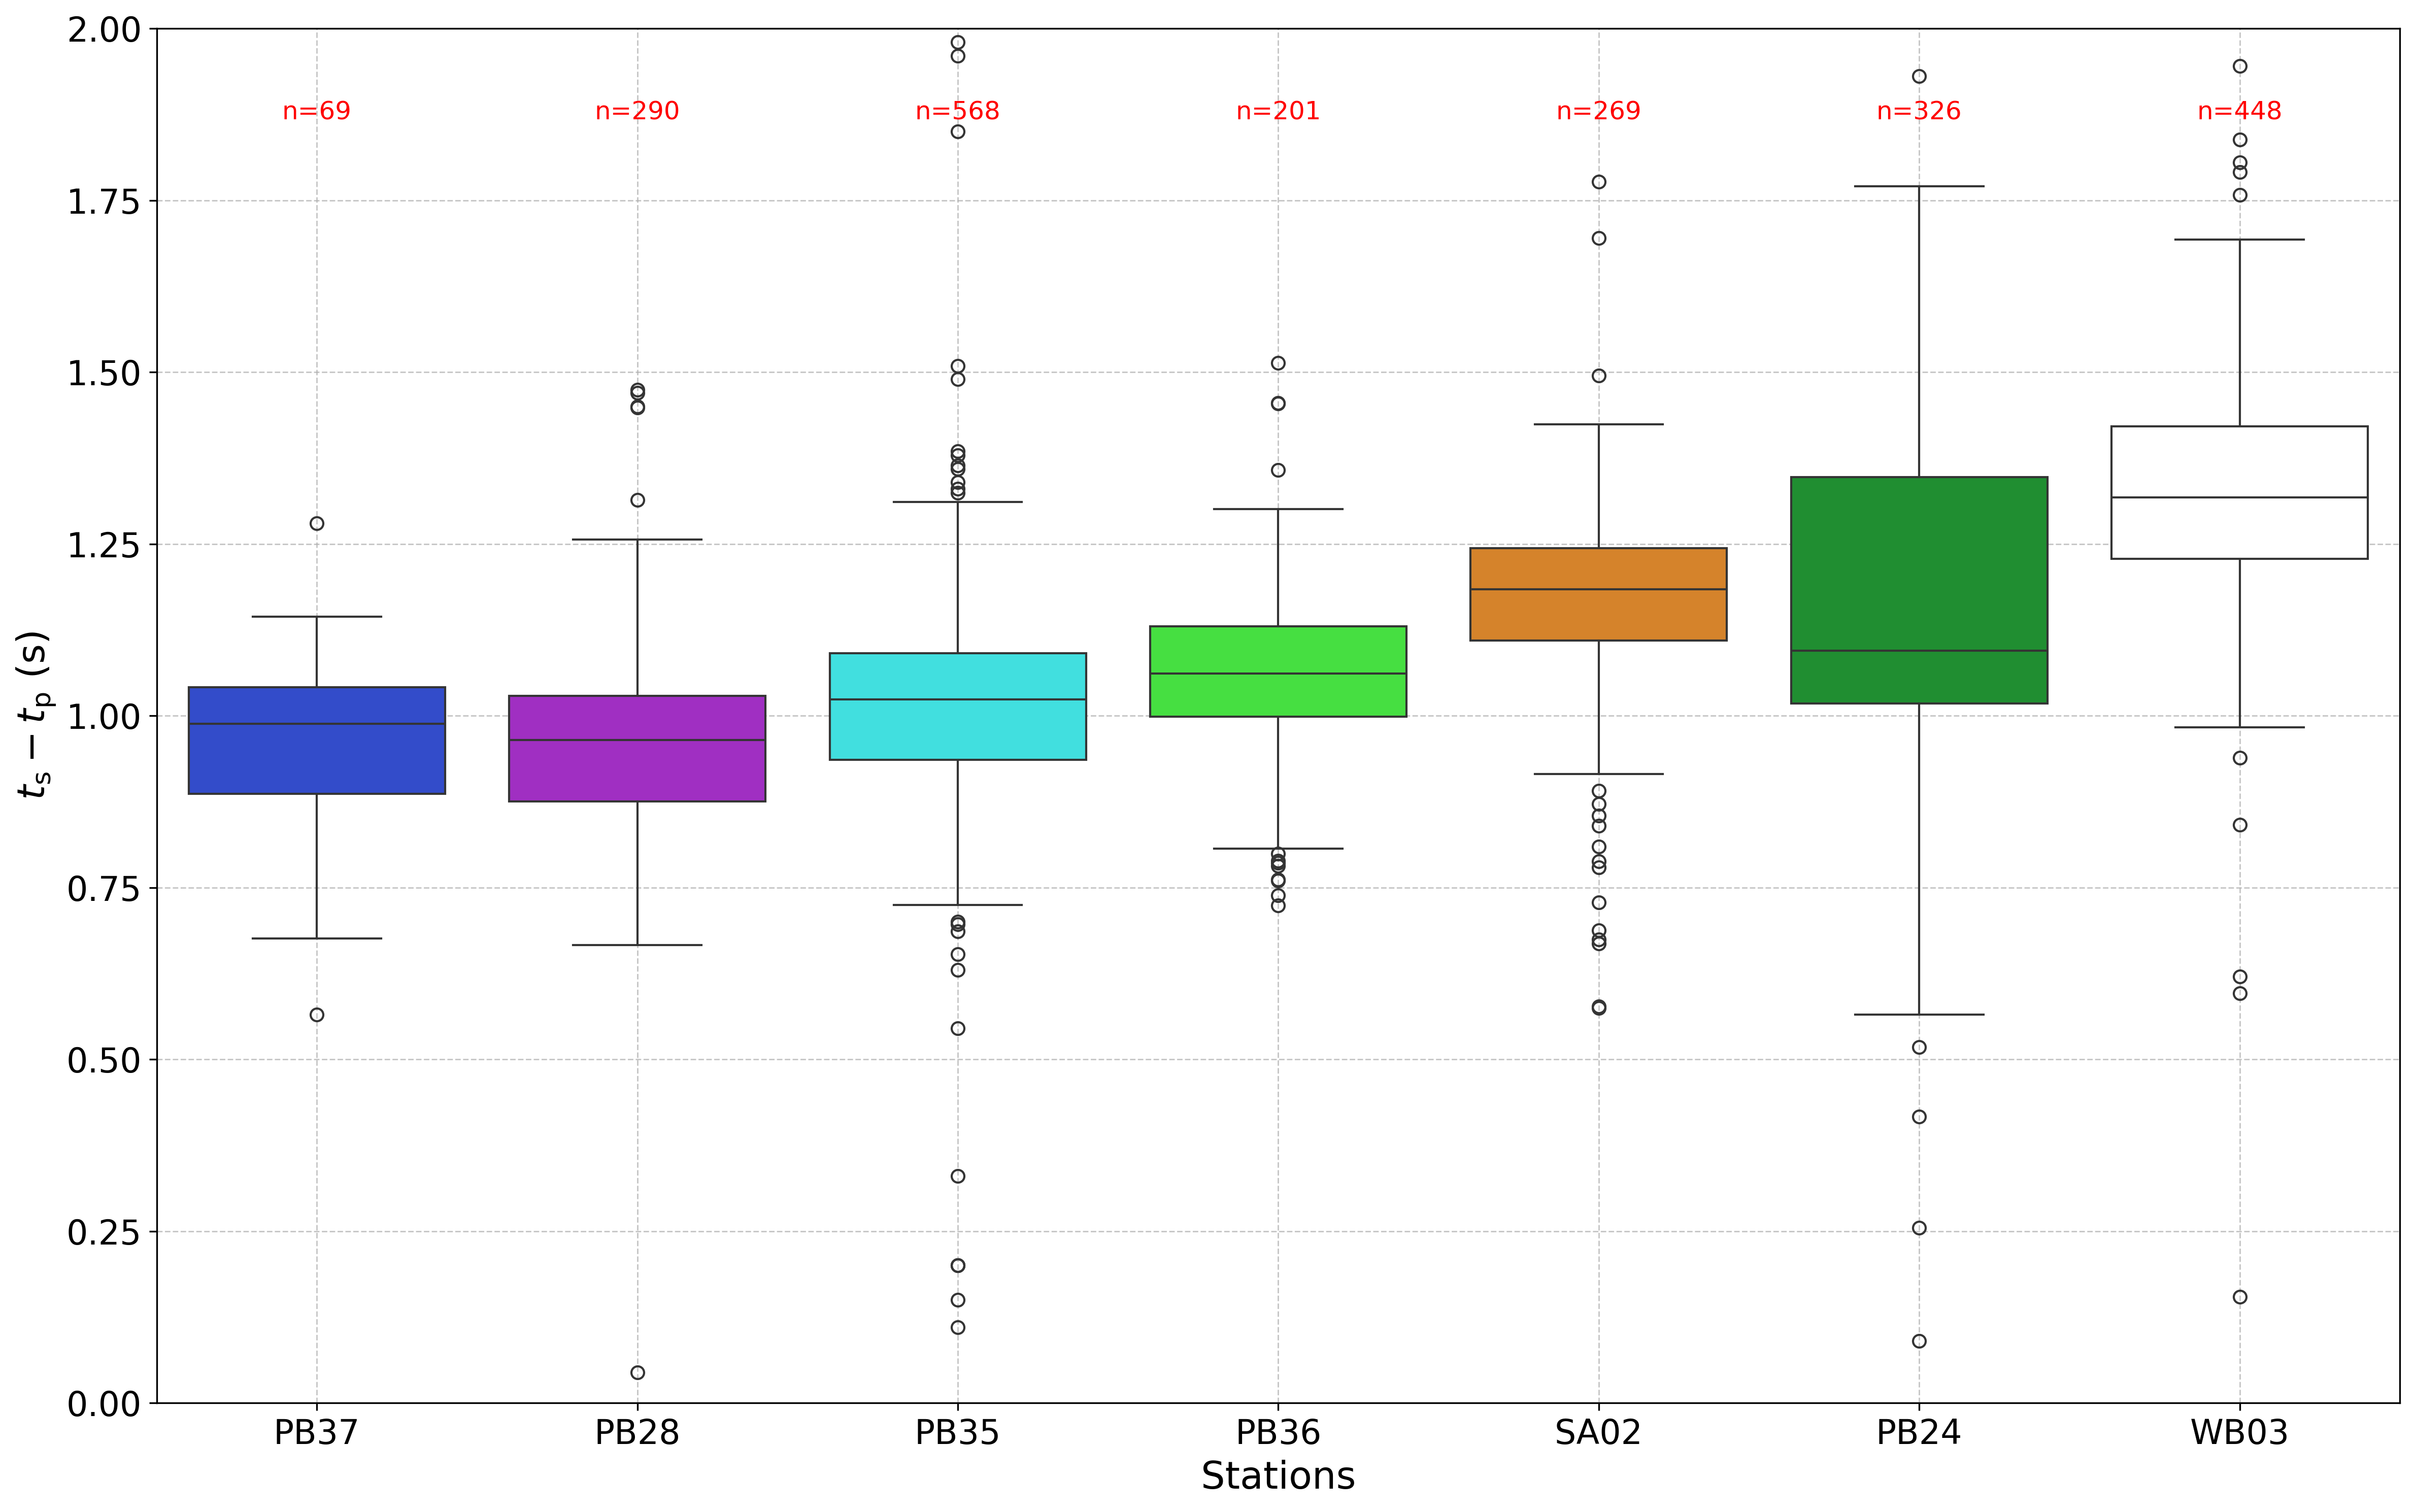 2.00
1.75
1.50
1.25
1.00
0.75
0.50
0.25
0.00
ts − tp (s)
n=69 n=290 n=568 n=201 n=269 n=326 n=448
PB37 PB28 PB35 PB36 SA02 PB24 WB03
Stations